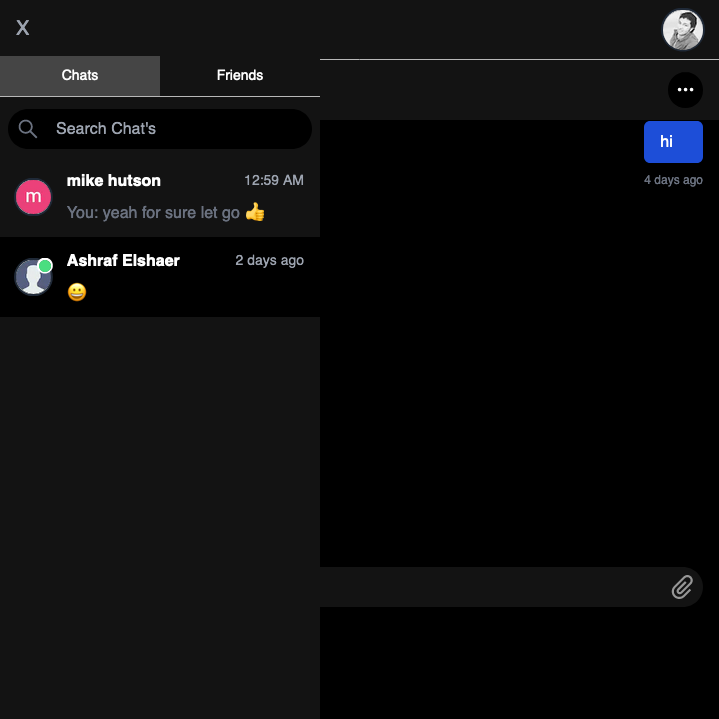 X
Chats
Friends
Search Chat's
m
mike hutson
12:59 AM
You: yeah for sure let go 👍
Ashraf Elshaer
2 days ago
😀
hi
4 days ago